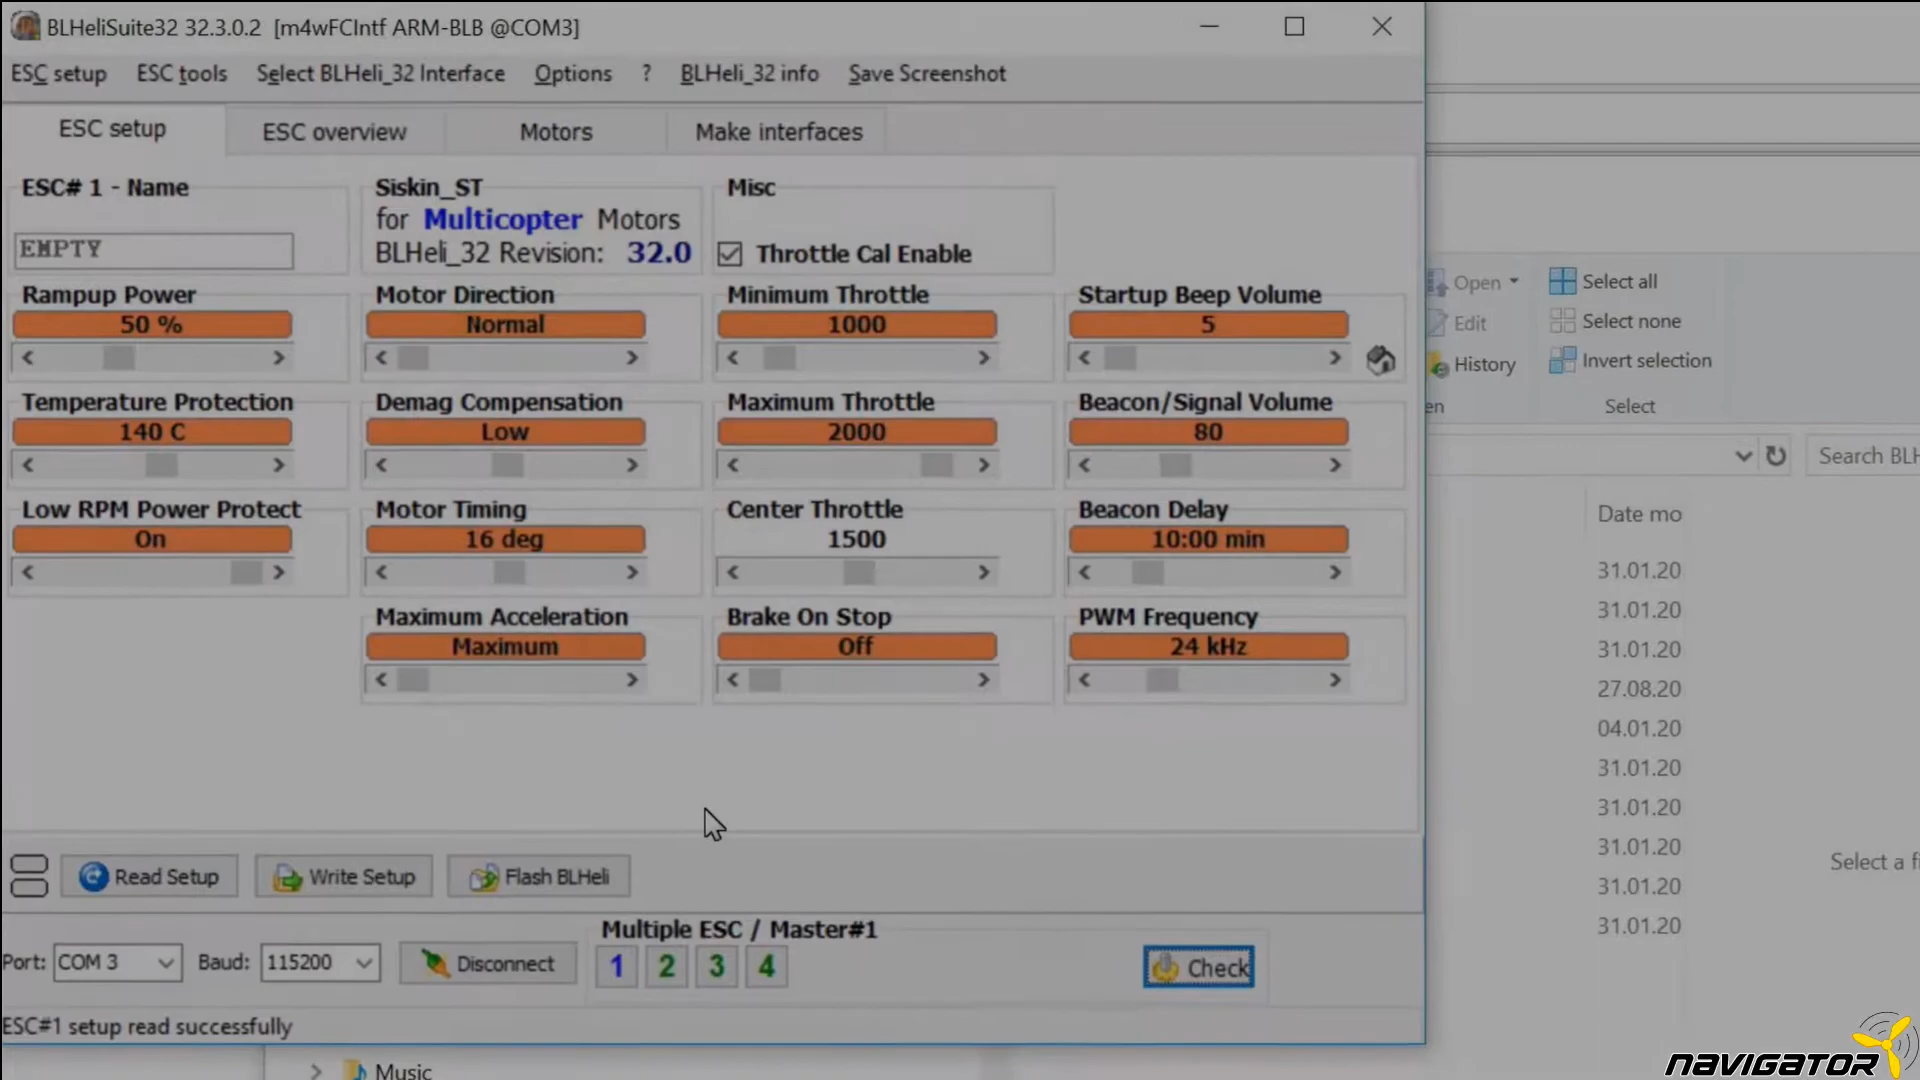 BLHeliSuite32 32.3.0.2 [m4wFCIntf ARM-BLB @COM3]
ESC setup ESC tools Select BLHeli_32 Interface Options ? BLHeli_32 info Save Screenshot
ESC setup ESC overview Motors Make interfaces
ESC# 1 - Name Siskin_ST Misc
for Multicopter Motors
EMPTY BLHeli_32 Revision: 32.0 Throttle Cal Enable
Rampup Power Motor Direction Minimum Throttle Startup Beep Volume
50 % Normal 1000 5
Temperature Protection Demag Compensation Maximum Throttle Beacon/Signal Volume
140 C Low 2000 80
Low RPM Power Protect Motor Timing Center Throttle Beacon Delay
On 16 deg 1500 10:00 min
Maximum Acceleration Brake On Stop PWM Frequency
Maximum Off 24 kHz
Read Setup Write Setup Flash BLHeli
Multiple ESC / Master#1
Port: COM 3 Baud: 115200 Disconnect 1 2 3 4 Check
ESC#1 setup read successfully
Music
Open Select all
Edit Select none
History Invert selection
en Select
Search BLH
Date mo
31.01.20
31.01.20
31.01.20
27.08.20
04.01.20
31.01.20
31.01.20
31.01.20
31.01.20
31.01.20
Select a fi
NAVIGATOR